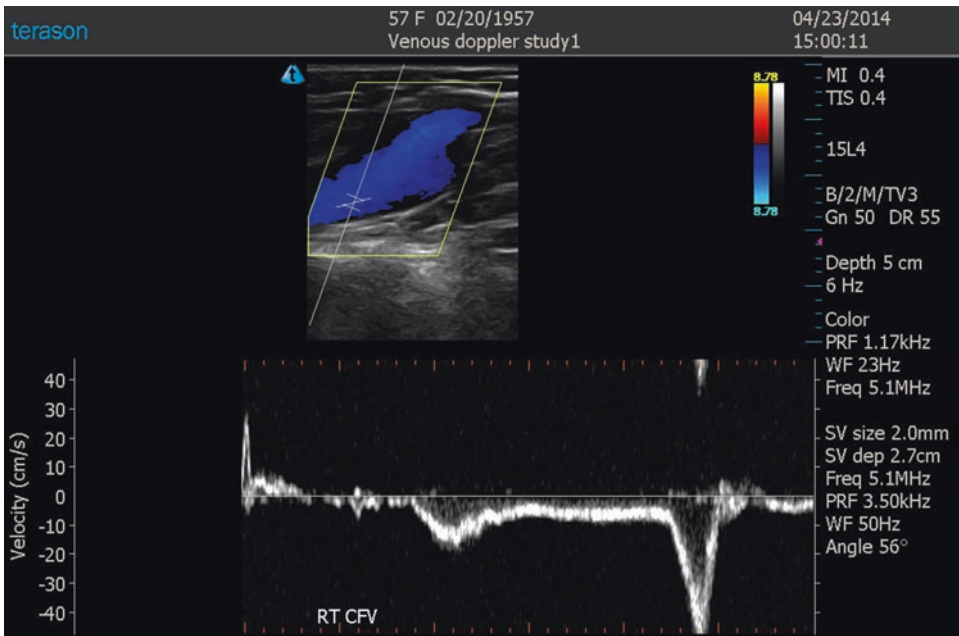 terason
57 F 02/20/1957
Venous doppler study1
04/23/2014
15:00:11
t
8.78
8.78
MI 0.4
TIS 0.4
15L4
B/2/M/TV3
Gn 50 DR 55
Depth 5 cm
6 Hz
Color
PRF 1.17kHz
WF 23Hz
Freq 5.1MHz
SV size 2.0mm
SV dep 2.7cm
Freq 5.1MHz
PRF 3.50kHz
WF 50Hz
Angle 56°
Velocity (cm/s)
40
30
20
10
0
-10
-20
-30
-40
RT CFV